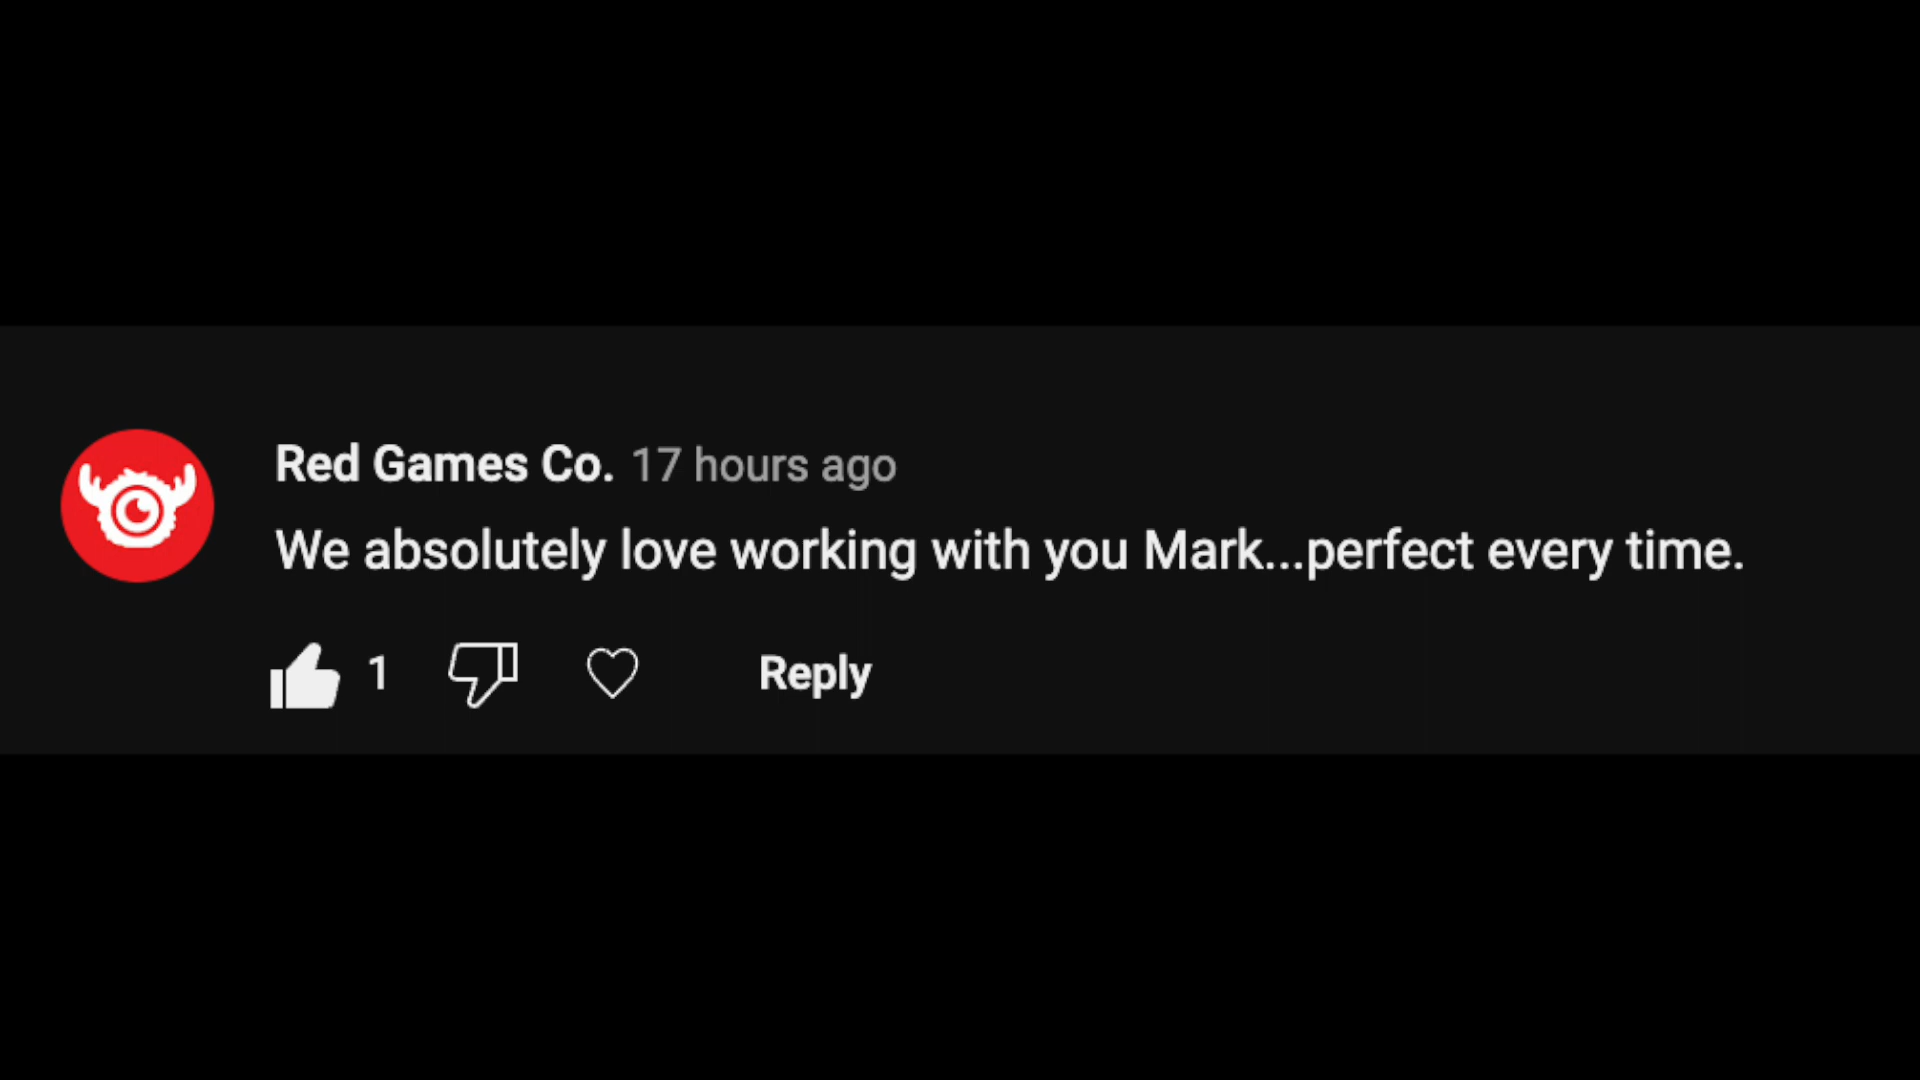 Red Games Co. 17 hours ago
We absolutely love working with you Mark...perfect every time.
1 Reply